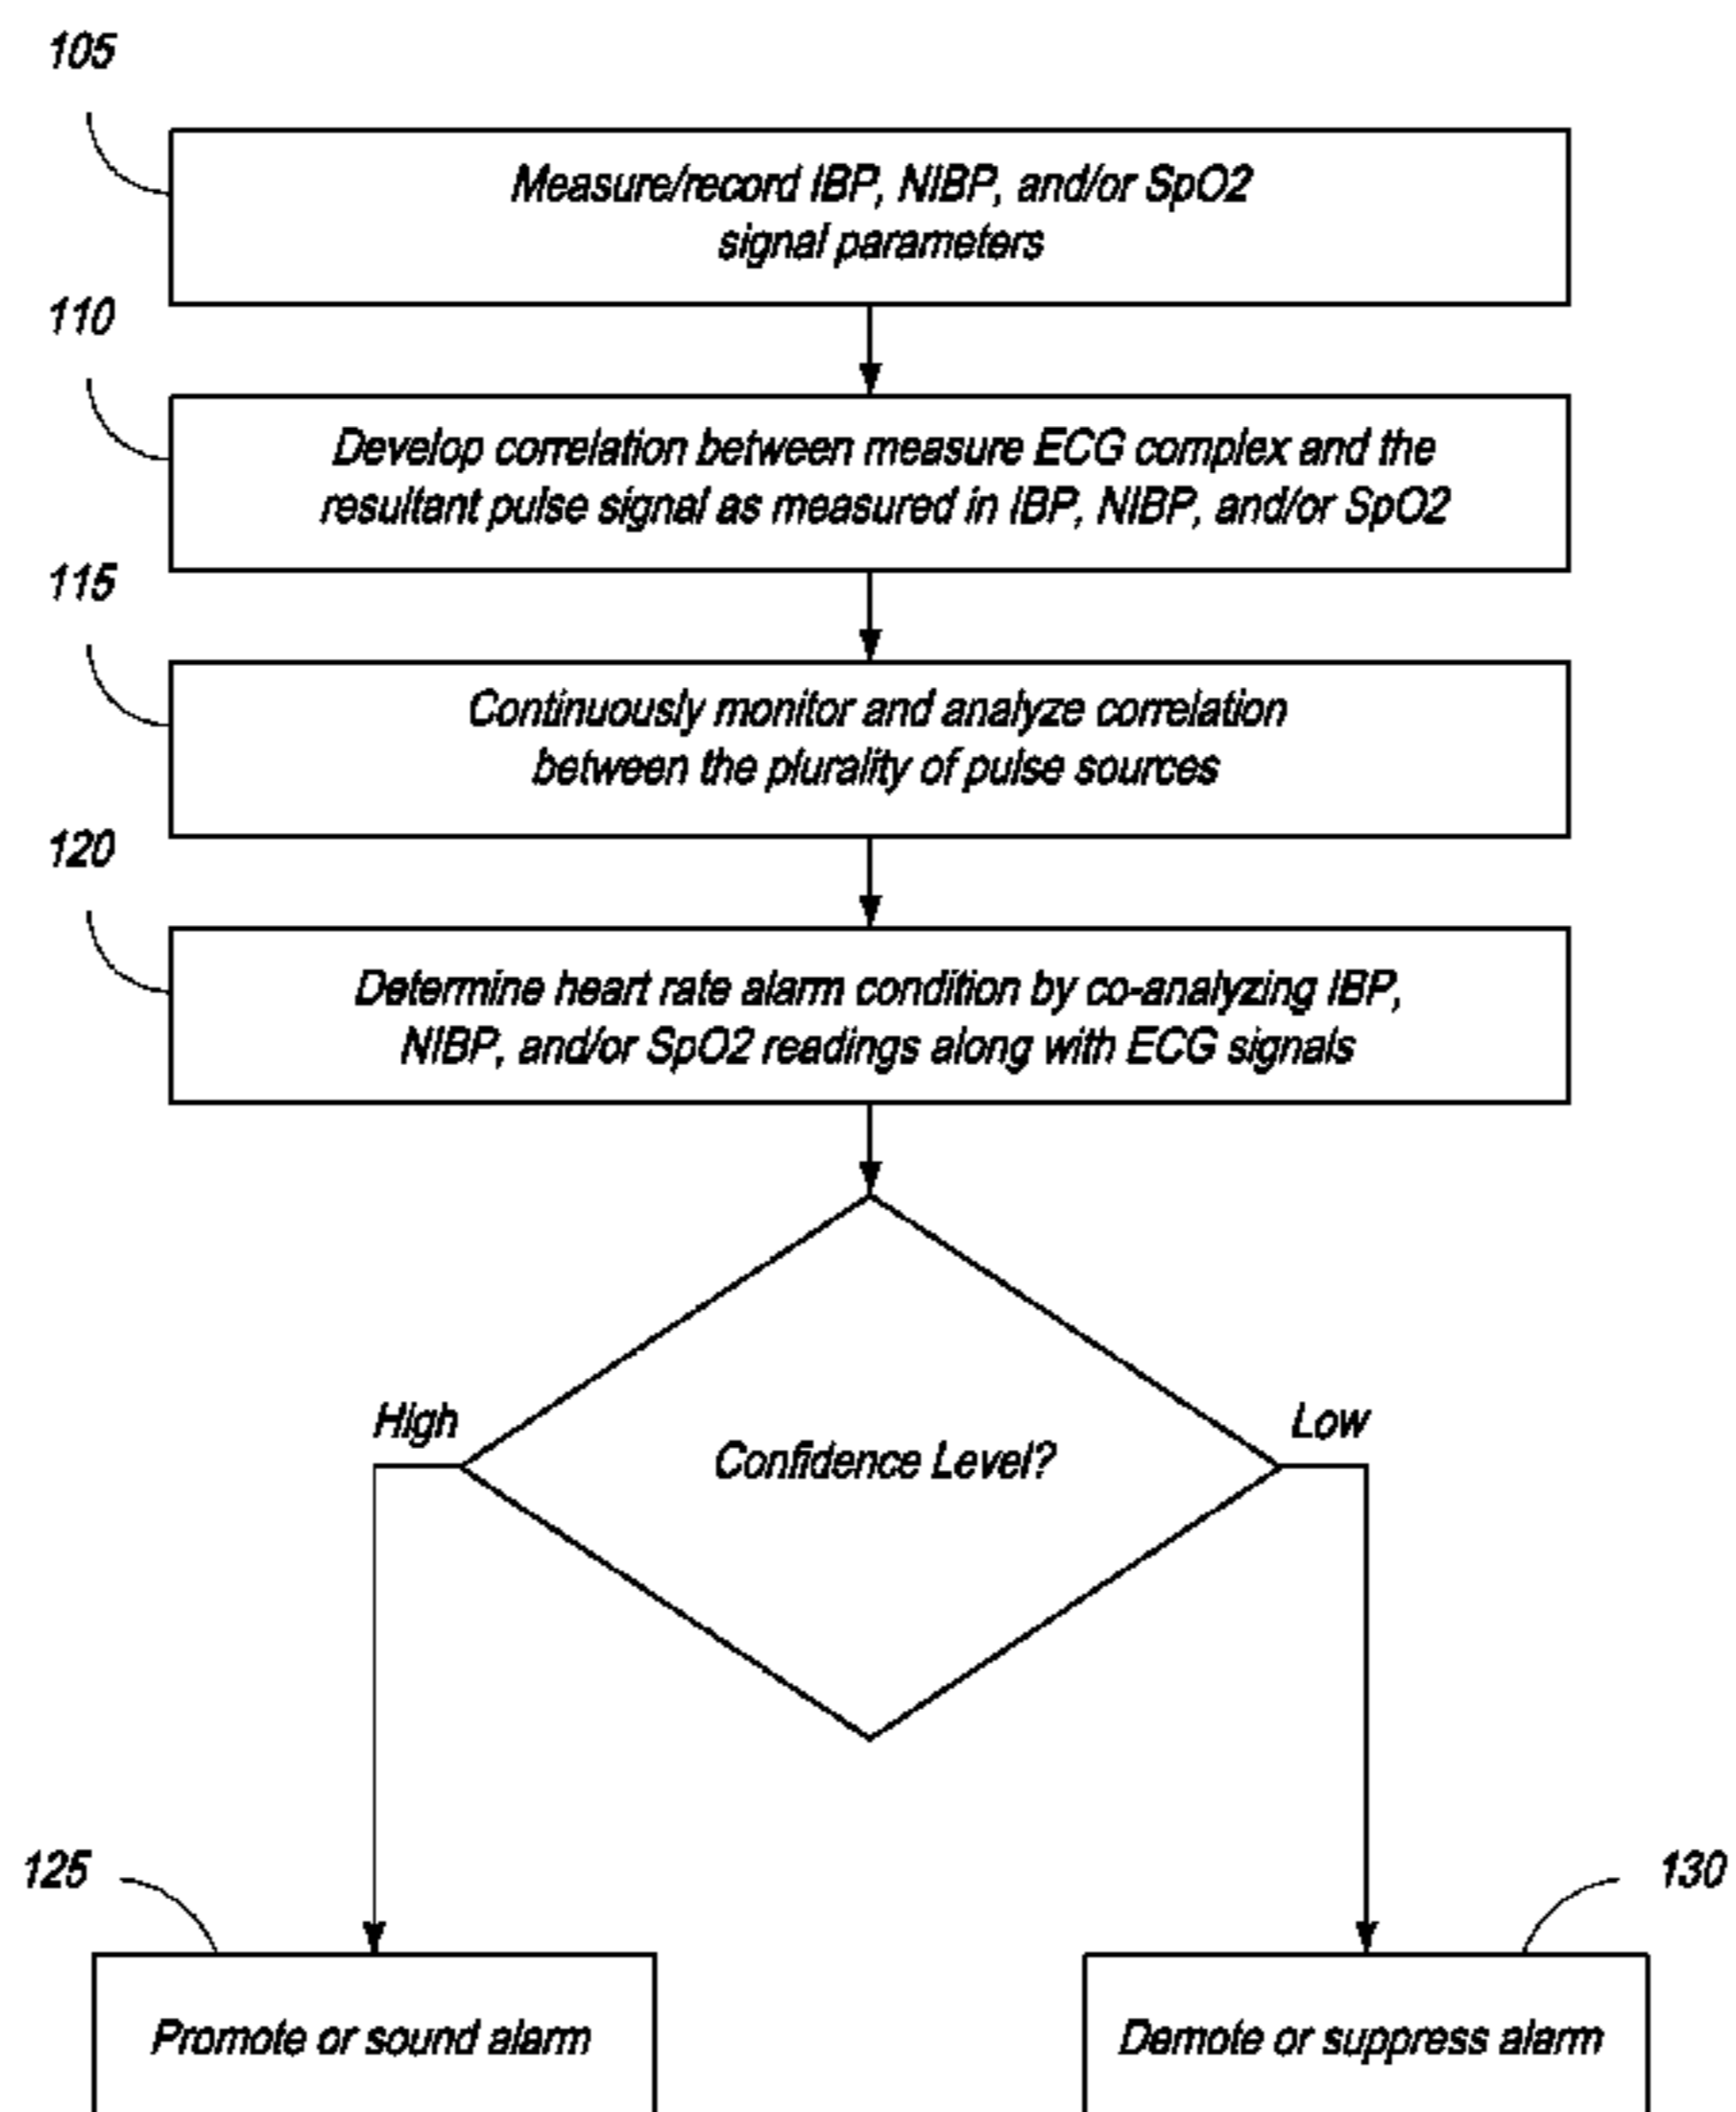 105
Measure/record IBP, NIBP, and/or SpO2
signal parameters
110
Develop correlation between measure ECG complex and the
resultant pulse signal as measured in IBP, NIBP, and/or SpO2
115
Continuously monitor and analyze correlation
between the plurality of pulse sources
120
Determine heart rate alarm condition by co-analyzing IBP,
NIBP, and/or SpO2 readings along with ECG signals
High
Low
Confidence Level?
125
130
Promote or sound alarm
Demote or suppress alarm